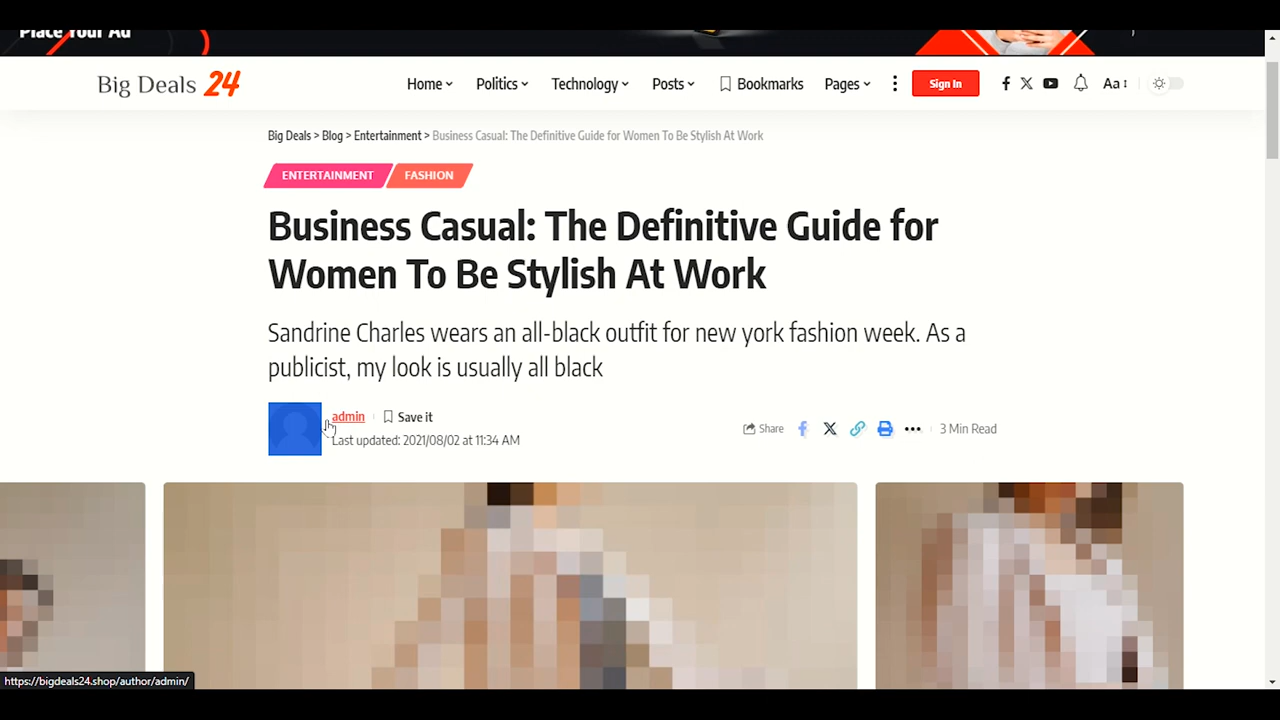 Place Your Ad
Big Deals 24 Home Politics Technology Posts Bookmarks Pages Sign In Aa
Big Deals > Blog > Entertainment > Business Casual: The Definitive Guide for Women To Be Stylish At Work
ENTERTAINMENT FASHION
Business Casual: The Definitive Guide for
Women To Be Stylish At Work
Sandrine Charles wears an all-black outfit for new york fashion week. As a
publicist, my look is usually all black
admin Save it
Last updated: 2021/08/02 at 11:34 AM
Share 3 Min Read
https://bigdeals24.shop/author/admin/